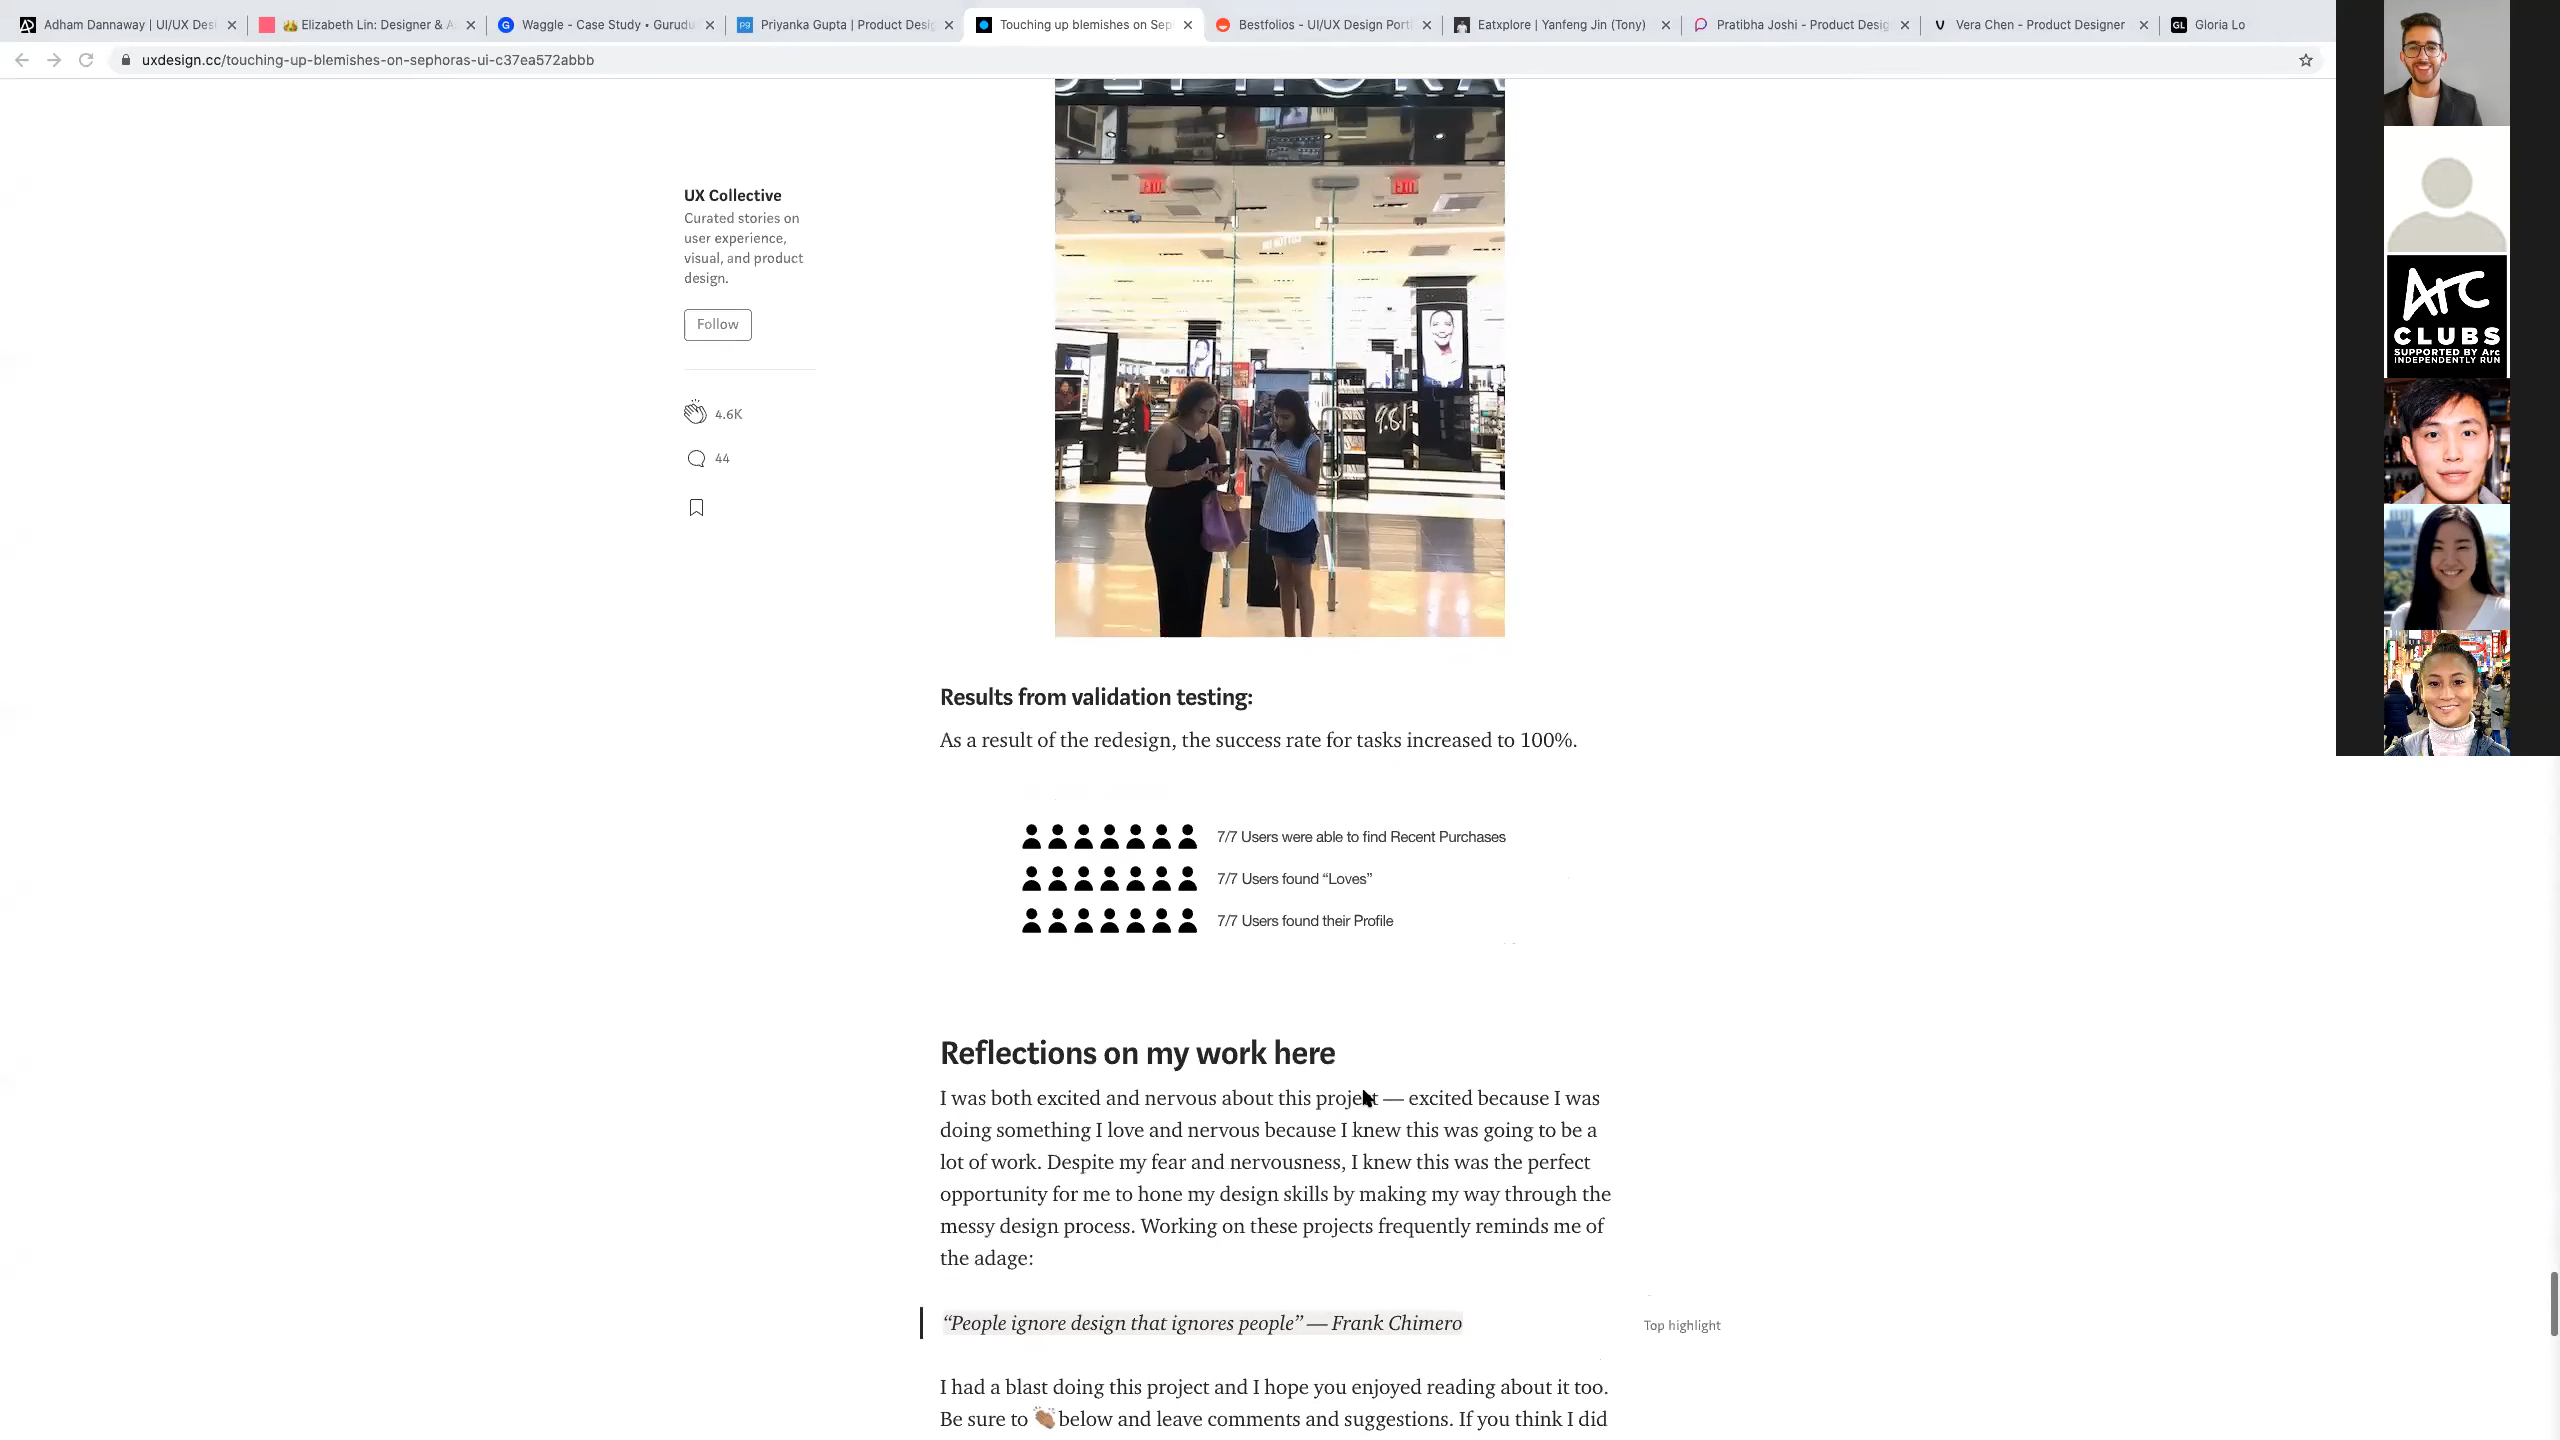 Adham Dannaway | UI/UX Desi
Elizabeth Lin: Designer & A
Waggle - Case Study • Gurudu
Priyanka Gupta | Product Desig
Touching up blemishes on Sep
Bestfolios - UI/UX Design Portf
Eatxplore | Yanfeng Jin (Tony)
Pratibha Joshi - Product Desig
Vera Chen - Product Designer
GL
Gloria Lo
uxdesign.cc/touching-up-blemishes-on-sephoras-ui-c37ea572abbb
EXIT
EXIT
UX Collective
Curated stories on
user experience,
visual, and product
design.
Follow
4.6K
44
Arc
CLUBS
SUPPORTED BY Arc
INDEPENDENTLY RUN
Results from validation testing:
As a result of the redesign, the success rate for tasks increased to 100%.
7/7 Users were able to find Recent Purchases
7/7 Users found “Loves”
7/7 Users found their Profile
Reflections on my work here
I was both excited and nervous about this project — excited because I was
doing something I love and nervous because I knew this was going to be a
lot of work. Despite my fear and nervousness, I knew this was the perfect
opportunity for me to hone my design skills by making my way through the
messy design process. Working on these projects frequently reminds me of
the adage:
“People ignore design that ignores people” — Frank Chimero
Top highlight
I had a blast doing this project and I hope you enjoyed reading about it too.
Be sure to 👏🏽 below and leave comments and suggestions. If you think I did